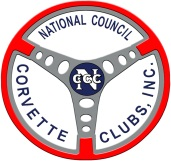 NATIONAL COUNCIL
CORVETTE
CLUBS, INC.
NCCC